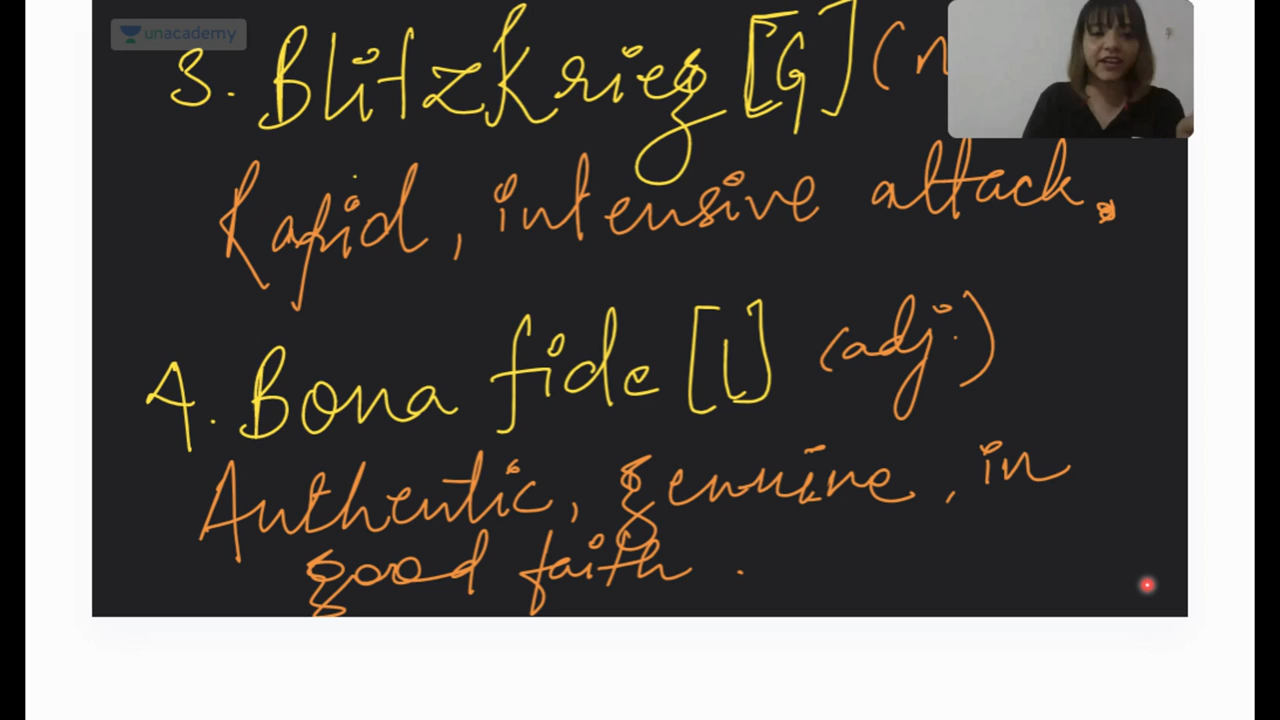 unacademy
3. Blitzkrieg [G] (n
Rapid, intensive attack.
4. Bona fide [L] (adj.)
Authentic, genuine, in
good faith.